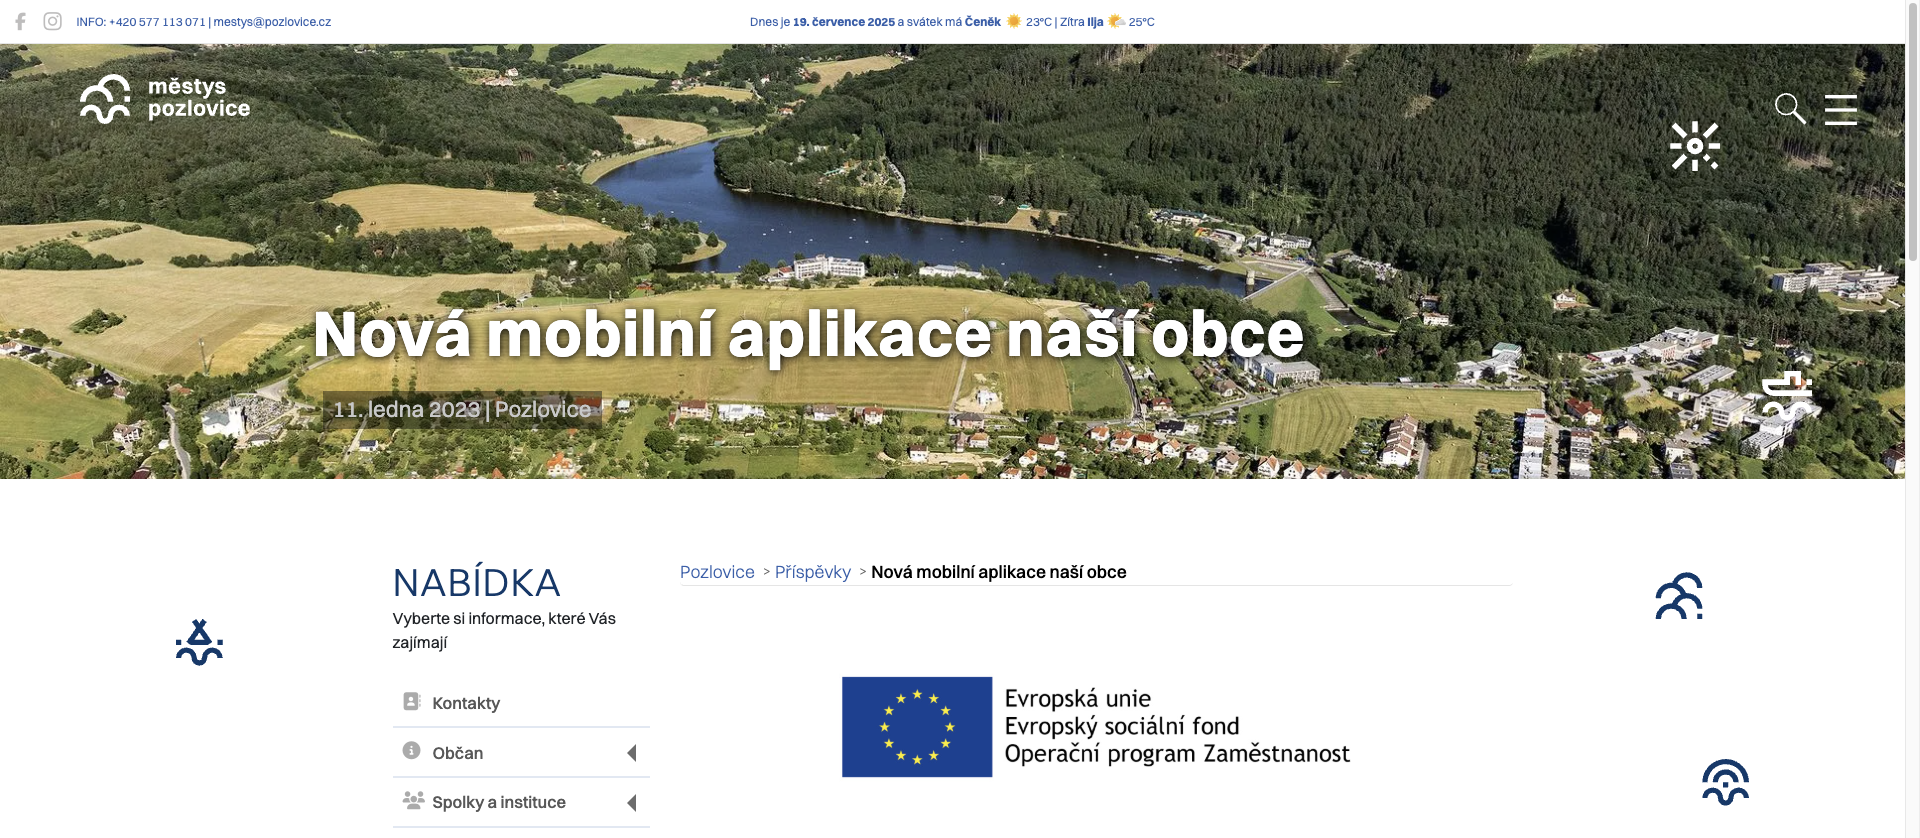 INFO: +420 577 113 071 | mestys@pozlovice.cz
Dnes je 19. července 2025 a svátek má Čeněk 23°C | Zítra Ilja 25°C
městys
pozlovice
Nová mobilní aplikace naší obce
11. ledna 2023 | Pozlovice
NABÍDKA
Vyberte si informace, které Vás
zajímají
Kontakty
Občan
Spolky a instituce
Pozlovice > Příspěvky > Nová mobilní aplikace naší obce
Evropská unie
Evropský sociální fond
Operační program Zaměstnanost